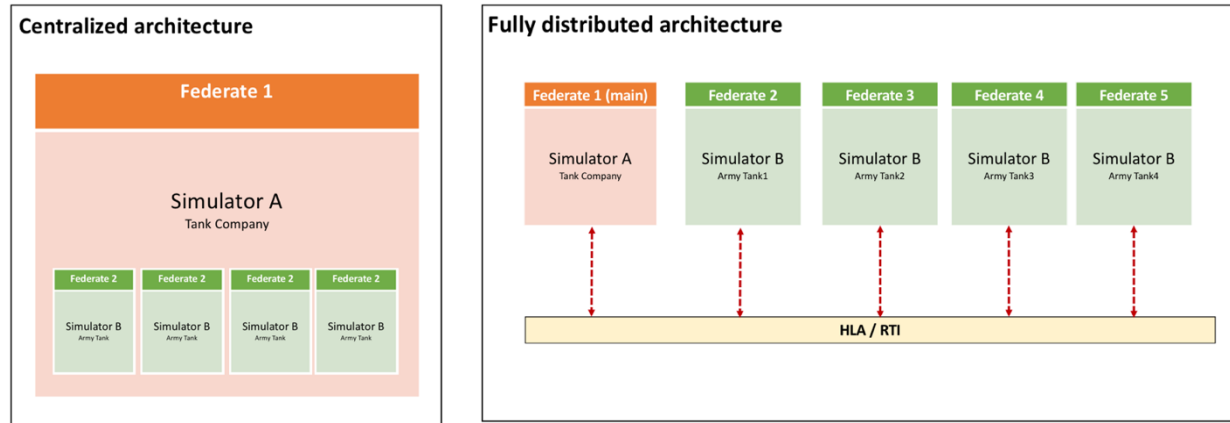 Centralized architecture
Federate 1
Simulator A
Tank Company
Federate 2 Federate 2 Federate 2 Federate 2
Simulator B Simulator B Simulator B Simulator B
Army Tank Army Tank Army Tank Army Tank
Fully distributed architecture
Federate 1 (main) Federate 2 Federate 3 Federate 4 Federate 5
Simulator A Simulator B Simulator B Simulator B Simulator B
Tank Company Army Tank1 Army Tank2 Army Tank3 Army Tank4
HLA / RTI